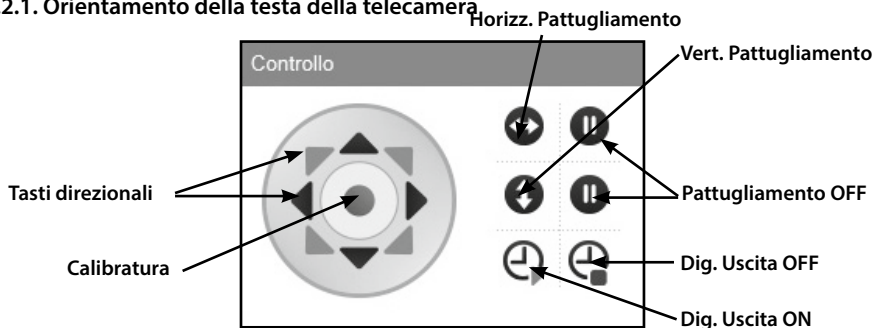 .2.1. Orientamento della testa della telecamera
Horizz. Pattugliamento
Controllo
Vert. Pattugliamento
Tasti direzionali
Pattugliamento OFF
Calibratura
Dig. Uscita OFF
Dig. Uscita ON